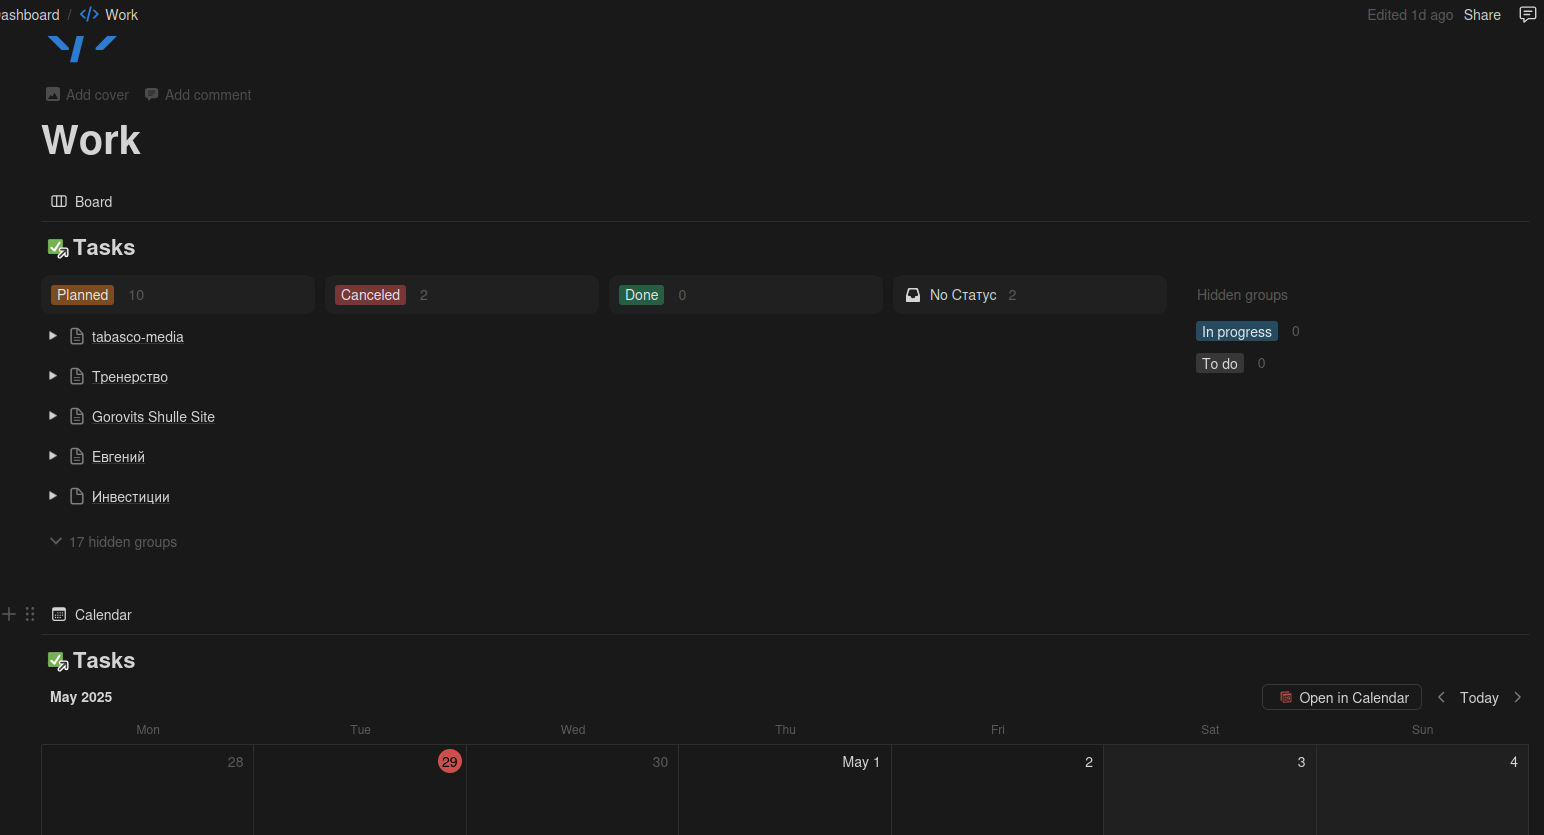 ashboard / Work
Edited 1d ago Share
Add cover Add comment
Work
Board
Tasks
Planned 10 Canceled 2 Done 0 No Статус 2 Hidden groups
tabasco-media
In progress 0
To do 0
Тренерство
Gorovits Shulle Site
Евгений
Инвестиции
17 hidden groups
Calendar
Tasks
May 2025
Open in Calendar Today
Mon Tue Wed Thu Fri Sat Sun
28 29 30 May 1 2 3 4